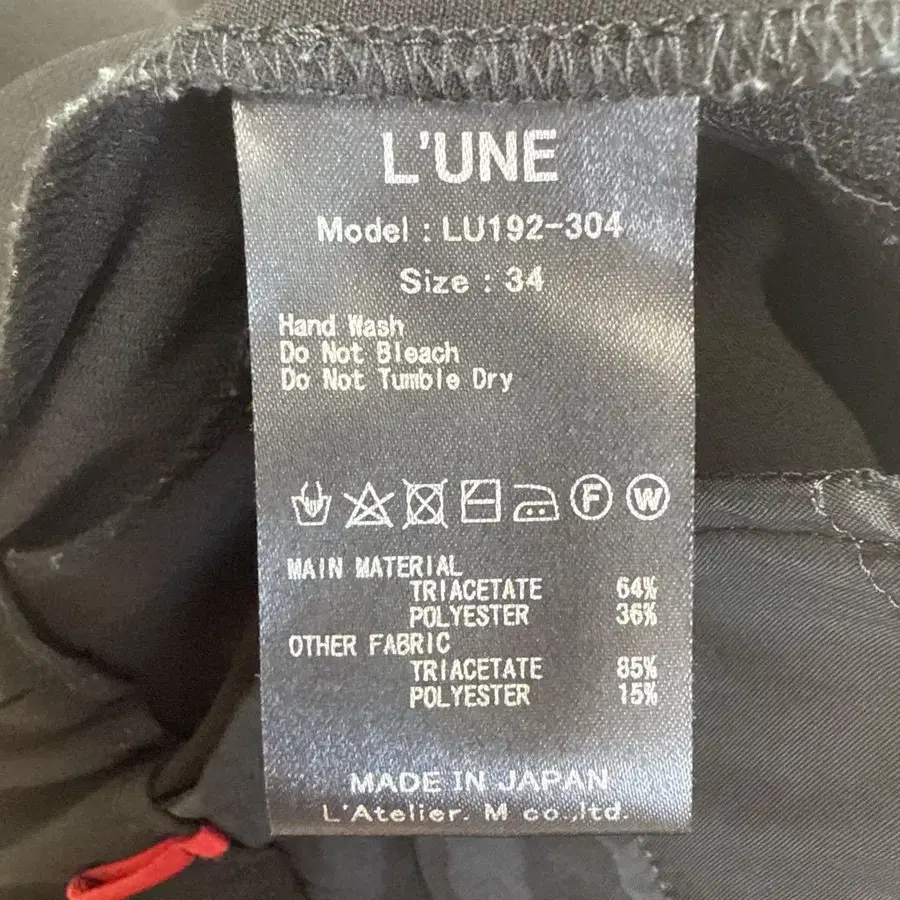 L'UNE
Model : LU192-304
Size : 34
Hand Wash
Do Not Bleach
Do Not Tumble Dry
F W
MAIN MATERIAL
TRIACETATE 64%
POLYESTER 36%
OTHER FABRIC
TRIACETATE 85%
POLYESTER 15%
MADE IN JAPAN
L'Atelier. M co.,ltd.